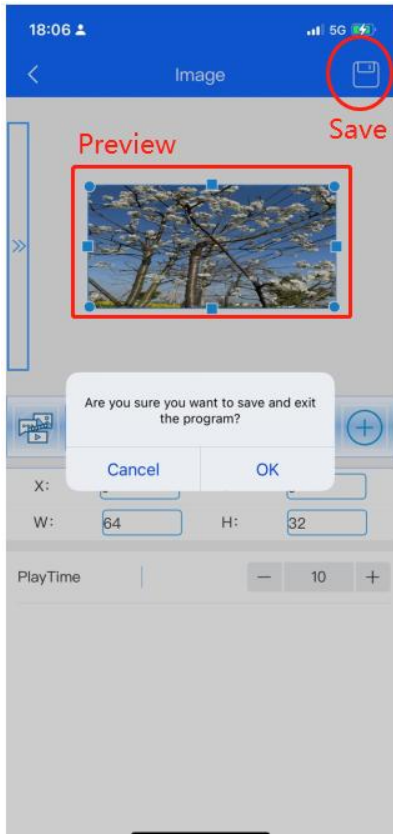 18:06
5G
Image
Save
Preview
Are you sure you want to save and exit
the program?
Cancel
OK
X:
W:
64
H:
32
PlayTime
10